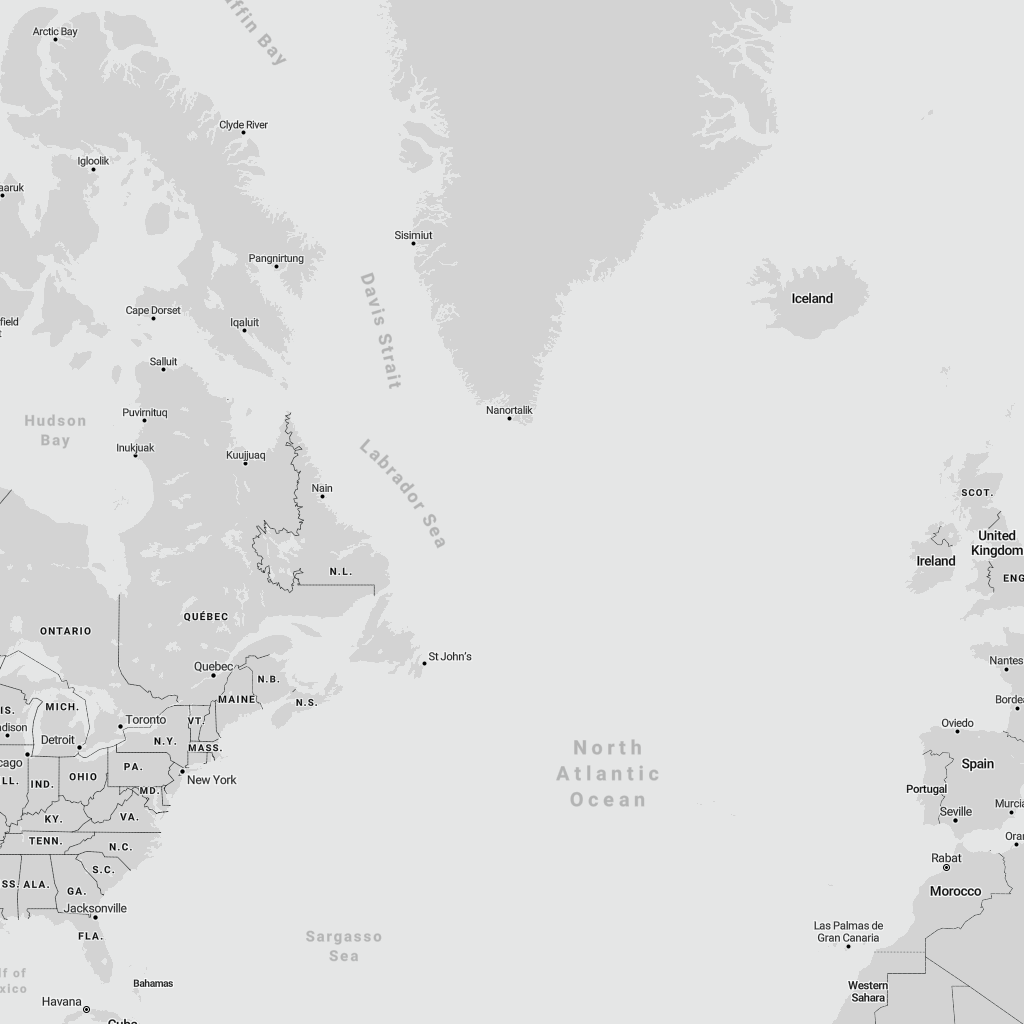 ffin Bay
Arctic Bay
Clyde River
Igloolik
aaruk
Sisimiut
Pangnirtung
Davis Strait
Iceland
Cape Dorset
Iqaluit
field
t
Salluit
Nanortalik
Puvirnituq
Hudson
Bay
Inukjuak
Kuujjuaq
Labrador Sea
Nain
SCOT.
United
Kingdom
Ireland
N.L.
ENG
QUÉBEC
ONTARIO
St John's
Quebec
Nantes
N.B.
MAINE
N.S.
MICH.
IS.
Borde
Toronto
VT.
Oviedo
dison
Detroit
N.Y.
MASS.
North
Atlantic
Ocean
cago
PA.
Spain
New York
LL.
IND.
OHIO
MD.
Portugal
Murcia
KY.
VA.
Seville
TENN.
N.C.
Oran
Rabat
S.C.
SS.
ALA.
GA.
Morocco
Jacksonville
Las Palmas de
Gran Canaria
FLA.
Sargasso
Sea
lf of
xico
Bahamas
Western
Sahara
Havana
Cuba